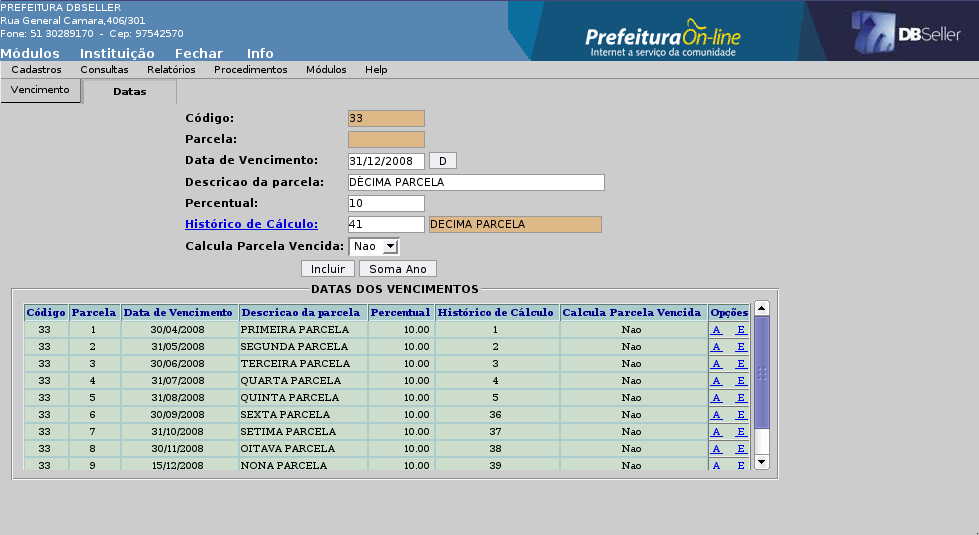 PREFEITURA DBSELLER
Rua General Camara,406/301
Fone: 51 30289170 - Cep: 97542570
Prefeitura On-line
Internet a serviço da comunidade
DBSeller
Módulos Instituição Fechar Info
Cadastros Consultas Relatórios Procedimentos Módulos Help
Vencimento Datas
Código: 33
Parcela:
Data de Vencimento: 31/12/2008 D
Descricao da parcela: DÉCIMA PARCELA
Percentual: 10
Histórico de Cálculo: 41 DECIMA PARCELA
Calcula Parcela Vencida: Nao
Incluir Soma Ano
DATAS DOS VENCIMENTOS
Código Parcela Data de Vencimento Descricao da parcela Percentual Histórico de Cálculo Calcula Parcela Vencida Opções
33 1 30/04/2008 PRIMEIRA PARCELA 10.00 1 Nao A E
33 2 31/05/2008 SEGUNDA PARCELA 10.00 2 Nao A E
33 3 30/06/2008 TERCEIRA PARCELA 10.00 3 Nao A E
33 4 31/07/2008 QUARTA PARCELA 10.00 4 Nao A E
33 5 31/08/2008 QUINTA PARCELA 10.00 5 Nao A E
33 6 30/09/2008 SEXTA PARCELA 10.00 36 Nao A E
33 7 31/10/2008 SETIMA PARCELA 10.00 37 Nao A E
33 8 30/11/2008 OITAVA PARCELA 10.00 38 Nao A E
33 9 15/12/2008 NONA PARCELA 10.00 39 Nao A E